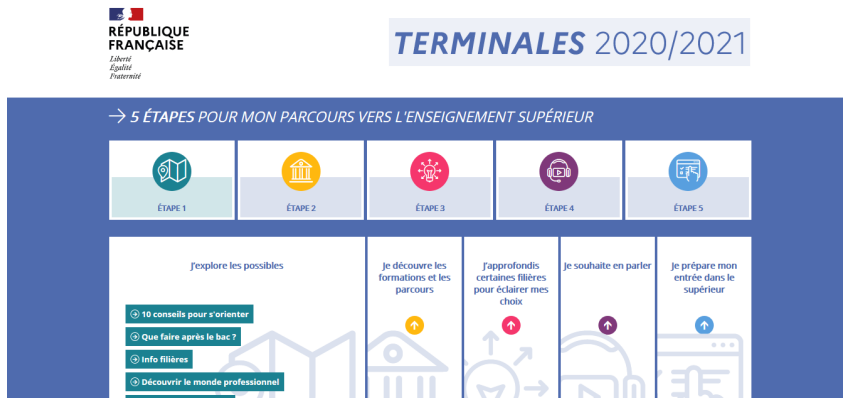 RÉPUBLIQUE
FRANÇAISE
Liberté
Égalité
Fraternité
TERMINALES 2020/2021
5 ÉTAPES POUR MON PARCOURS VERS L'ENSEIGNEMENT SUPÉRIEUR
ÉTAPE 1
ÉTAPE 2
ÉTAPE 3
ÉTAPE 4
ÉTAPE 5
J'explore les possibles
10 conseils pour s'orienter
Que faire après le bac ?
Info filières
Découvrir le monde professionnel
Je découvre les
formations et les
parcours
J'approfondis
certaines filières
pour éclairer mes
choix
Je souhaite en parler
Je prépare mon
entrée dans le
supérieur